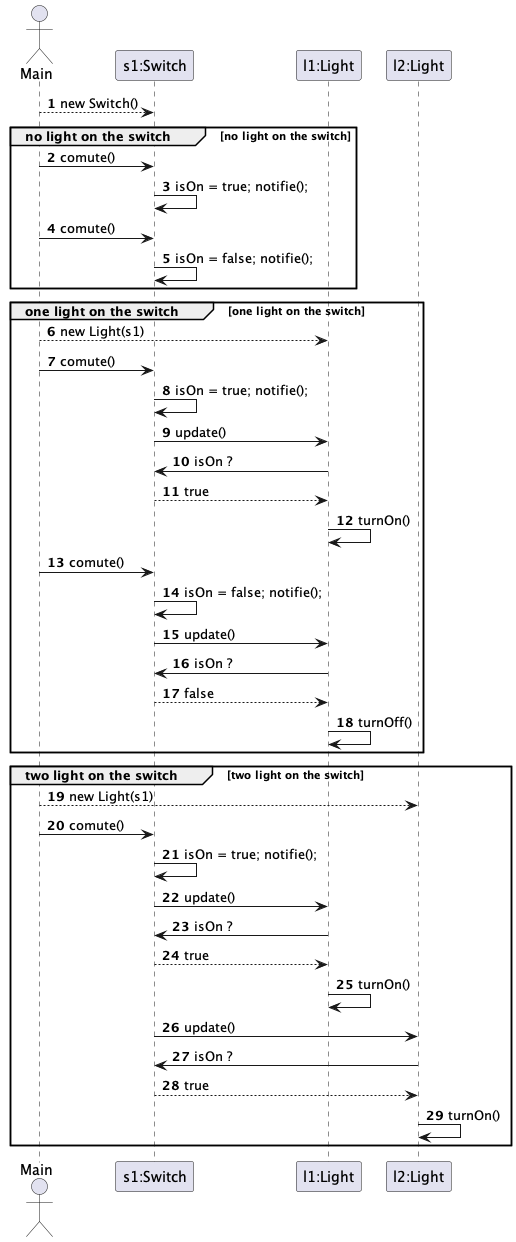 Main
s1:Switch
l1:Light
l2:Light
1 new Switch()
no light on the switch [no light on the switch]
2 comute()
3 isOn = true; notifie();
4 comute()
5 isOn = false; notifie();
one light on the switch [one light on the switch]
6 new Light(s1)
7 comute()
8 isOn = true; notifie();
9 update()
10 isOn ?
11 true
12 turnOn()
13 comute()
14 isOn = false; notifie();
15 update()
16 isOn ?
17 false
18 turnOff()
two light on the switch [two light on the switch]
19 new Light(s1)
20 comute()
21 isOn = true; notifie();
22 update()
23 isOn ?
24 true
25 turnOn()
26 update()
27 isOn ?
28 true
29 turnOn()
Main
s1:Switch
l1:Light
l2:Light